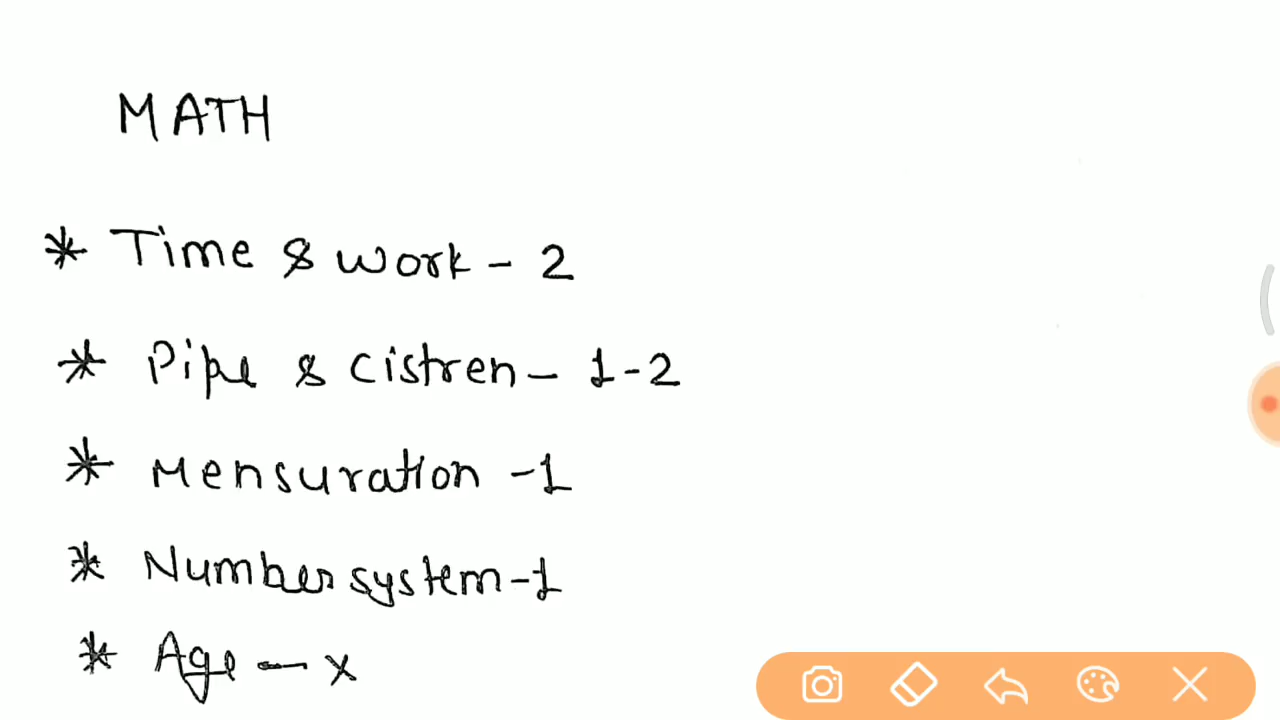 MATH
* Time & work - 2
* Pipe & Cistren - 1-2
* Mensuration - 1
* Number system - 1
* Age - x